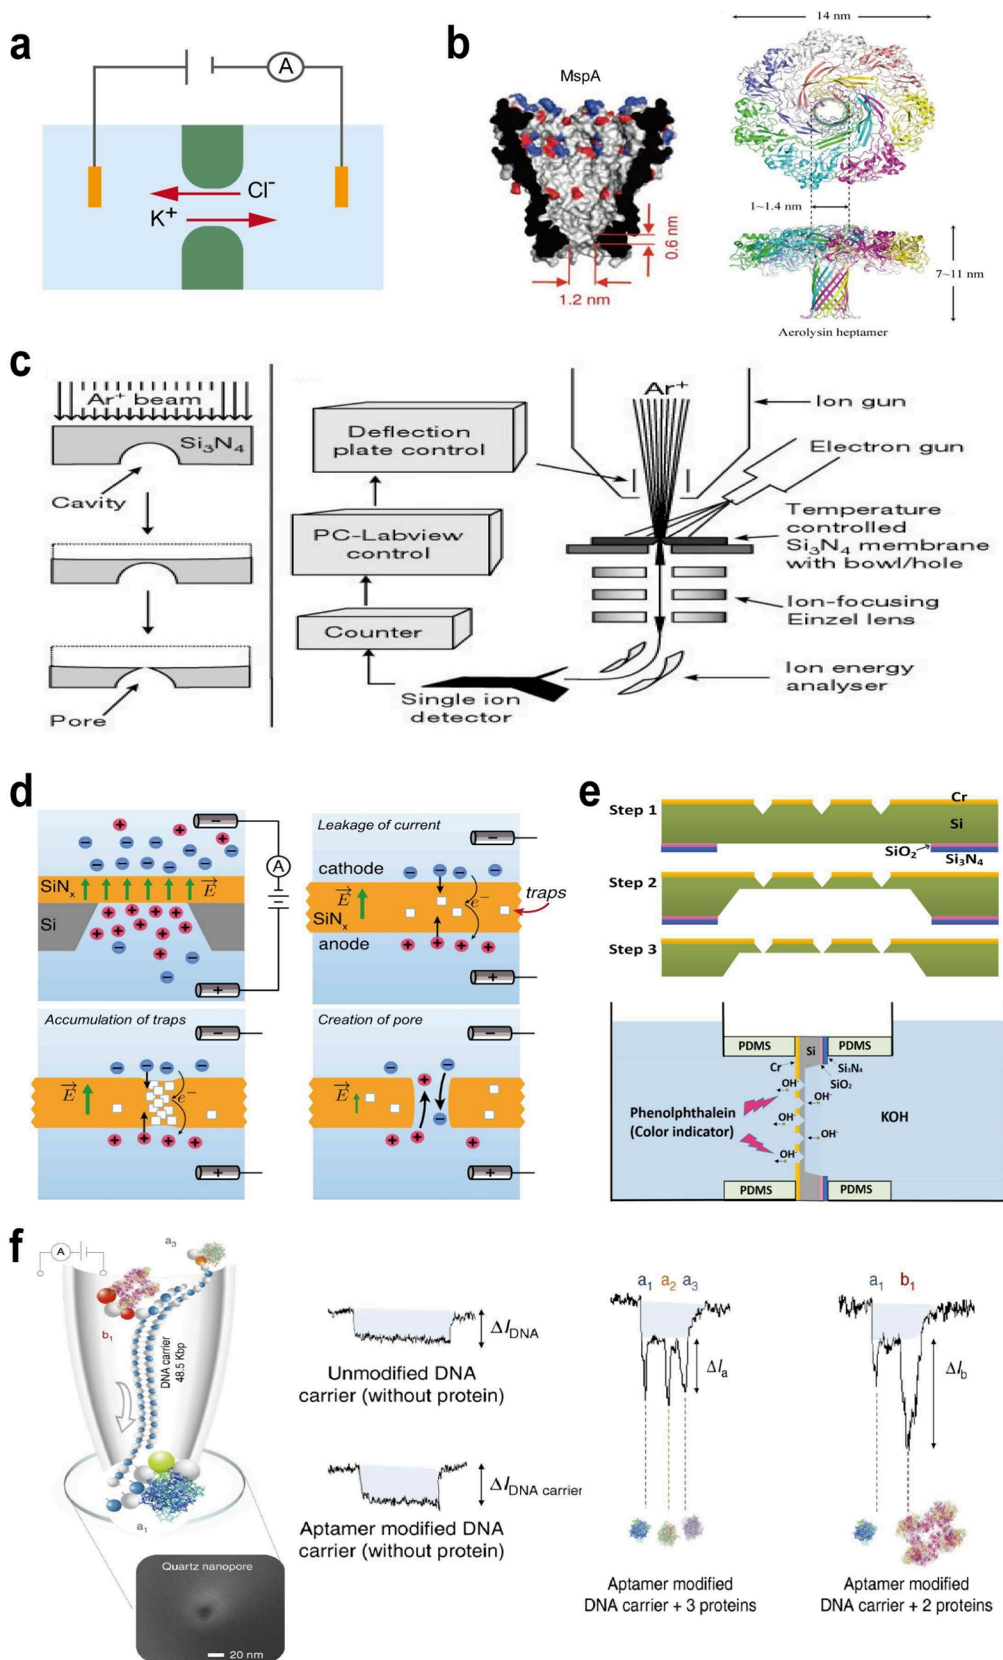 a
A
Cl⁻
K⁺
b
MspA
0.6 nm
1.2 nm
14 nm
1~1.4 nm
7~11 nm
Aerolysin heptamer
c
Ar⁺ beam
Si₃N₄
Cavity
Pore
Deflection
plate control
PC-Labview
control
Counter
Single ion
detector
Ar⁺
Ion gun
Electron gun
Temperature
controlled
Si₃N₄ membrane
with bowl/hole
Ion-focusing
Einzel lens
Ion energy
analyser
d
SiNₓ
E
Si
A
Leakage of current
cathode
E
SiNₓ
e⁻
traps
anode
Accumulation of traps
E
e⁻
Creation of pore
E
e
Step 1
Cr
Si
SiO₂
Si₃N₄
Step 2
Step 3
PDMS
Si
PDMS
Cr
Si₃N₄
SiO₂
OH⁻
OH⁻
OH⁻
OH⁻
OH⁻
Phenolphthalein
(Color indicator)
KOH
PDMS
PDMS
f
A
a₃
b₁
DNA carrier
48.5 Kbp
a₁
Quartz nanopore
20 nm
ΔI DNA
Unmodified DNA
carrier (without protein)
ΔI DNA carrier
Aptamer modified DNA
carrier (without protein)
a₁ a₂ a₃
ΔIₐ
Aptamer modified
DNA carrier + 3 proteins
a₁ b₁
ΔI b
Aptamer modified
DNA carrier + 2 proteins